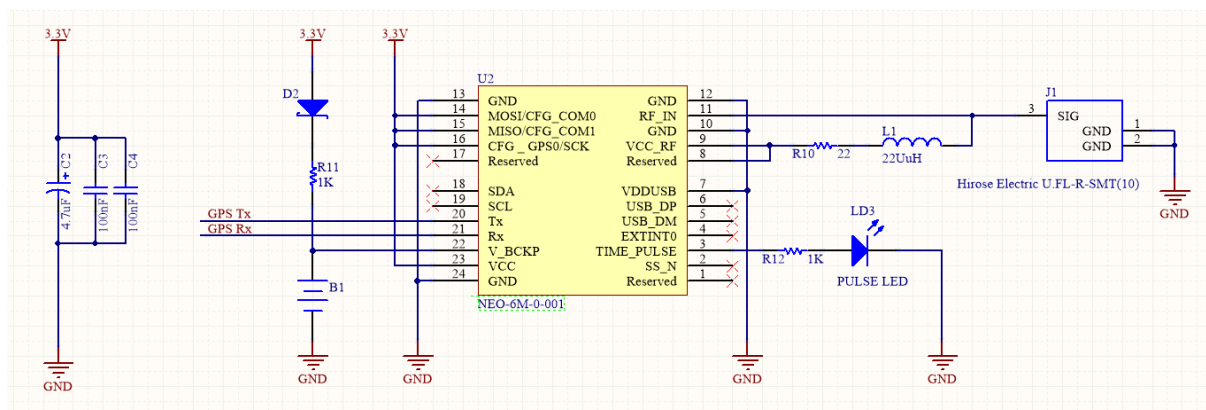 3.3V
C2
4.7uF
C3
100nF
C4
100nF
GND
3.3V
D2
R11
1K
B1
GND
3.3V
GPS Tx
GPS Rx
GND
U2
13 GND
14 MOSI/CFG_COM0
15 MISO/CFG_COM1
16 CFG _ GPS0/SCK
17 Reserved
18 SDA
19 SCL
20 Tx
21 Rx
22 V_BCKP
23 VCC
24 GND
GND 12
RF_IN 11
GND 10
VCC_RF 9
Reserved 8
VDDUSB 7
USB_DP 6
USB_DM 5
EXTINT0 4
TIME_PULSE 3
SS_N 2
Reserved 1
NEO-6M-0-001
GND
R10 22
L1
22UuH
R12 1K
LD3
PULSE LED
GND
J1
3 SIG
GND 1
GND 2
Hirose Electric U.FL-R-SMT(10)
GND